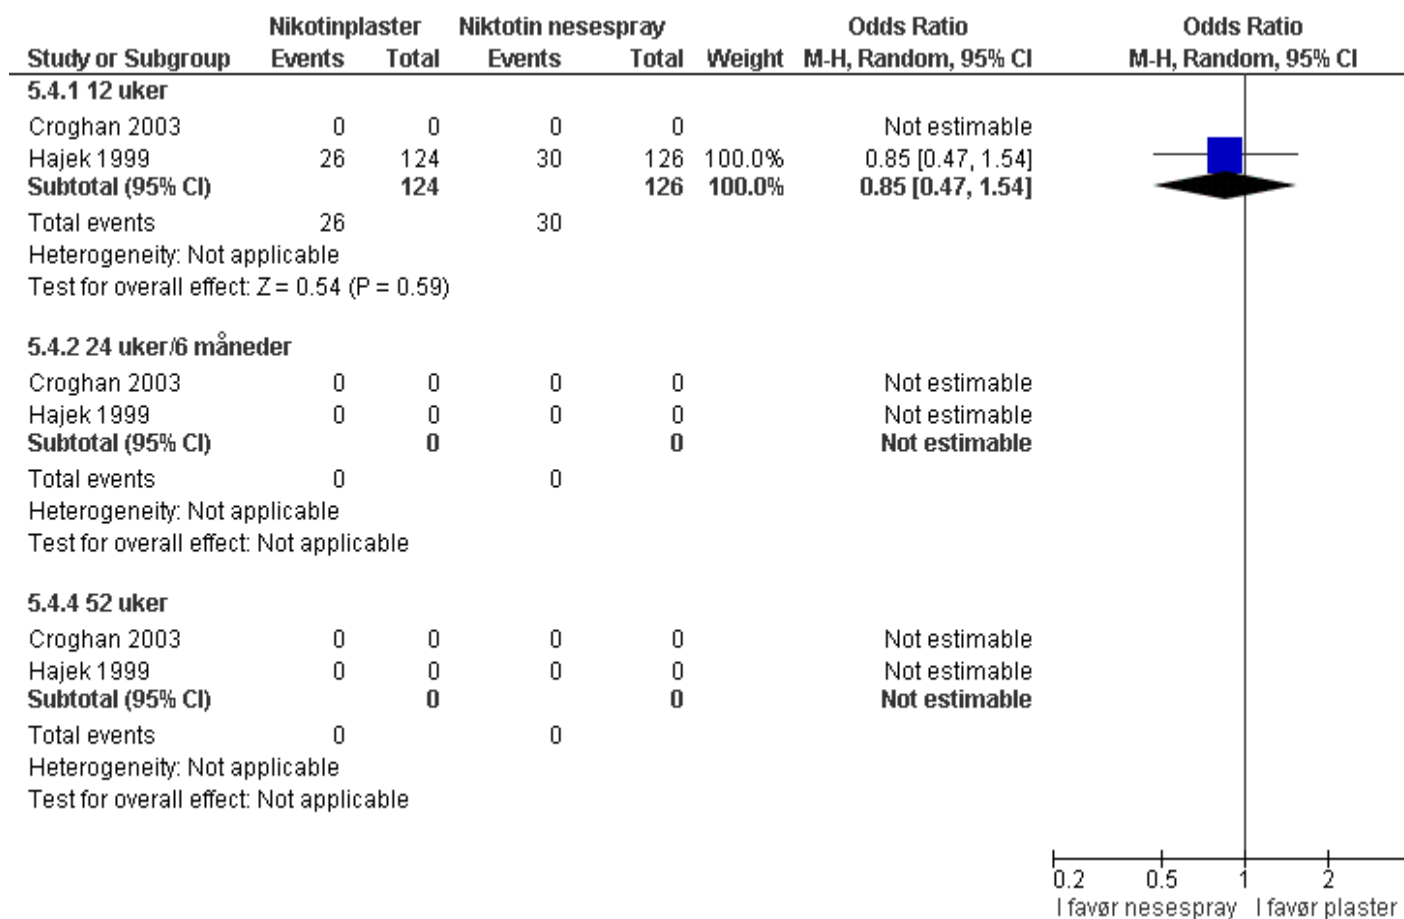 Nikotinplaster Niktotin nesespray Odds Ratio Odds Ratio
Study or Subgroup Events Total Events Total Weight M-H, Random, 95% CI M-H, Random, 95% CI
5.4.1 12 uker
Croghan 2003 0 0 0 0 Not estimable
Hajek 1999 26 124 30 126 100.0% 0.85 [0.47, 1.54]
Subtotal (95% CI) 124 126 100.0% 0.85 [0.47, 1.54]
Total events 26 30
Heterogeneity: Not applicable
Test for overall effect: Z = 0.54 (P = 0.59)
5.4.2 24 uker/6 måneder
Croghan 2003 0 0 0 0 Not estimable
Hajek 1999 0 0 0 0 Not estimable
Subtotal (95% CI) 0 0 Not estimable
Total events 0 0
Heterogeneity: Not applicable
Test for overall effect: Not applicable
5.4.4 52 uker
Croghan 2003 0 0 0 0 Not estimable
Hajek 1999 0 0 0 0 Not estimable
Subtotal (95% CI) 0 0 Not estimable
Total events 0 0
Heterogeneity: Not applicable
Test for overall effect: Not applicable
0.2 0.5 1 2
I favør nesespray I favør plaster